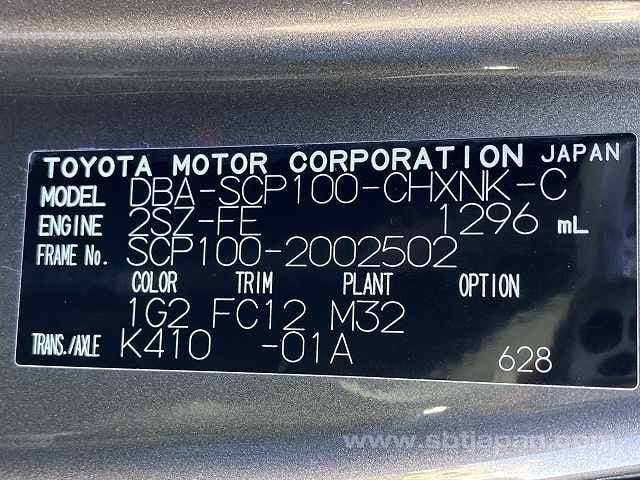 TOYOTA MOTOR CORPORATION JAPAN
MODEL DBA-SCP100-CHXNK-C
ENGINE 2SZ-FE 1296 mL
FRAME No. SCP100-2002502
COLOR TRIM PLANT OPTION
1G2 FC12 M32
TRANS./AXLE K410 -01A 628
www.sbtjapan.com